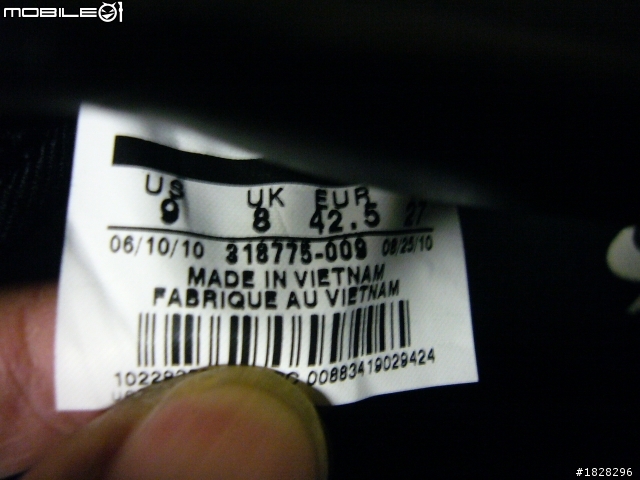 MOBILE01
US UK EUR
9 8 42.5 27
06/10/10 318775-009 08/25/10
MADE IN VIETNAM
FABRIQUE AU VIETNAM
00883419029424
#1828296